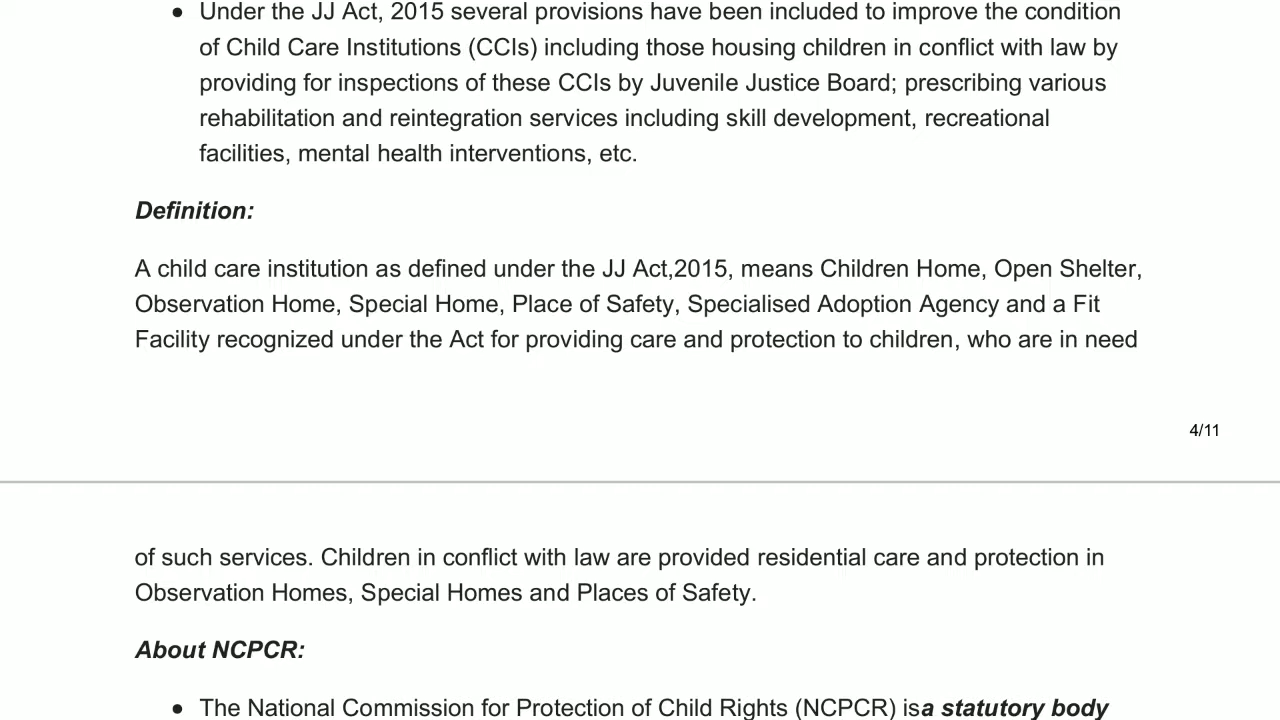 ● Under the JJ Act, 2015 several provisions have been included to improve the condition
of Child Care Institutions (CCIs) including those housing children in conflict with law by
providing for inspections of these CCIs by Juvenile Justice Board; prescribing various
rehabilitation and reintegration services including skill development, recreational
facilities, mental health interventions, etc.
Definition:
A child care institution as defined under the JJ Act,2015, means Children Home, Open Shelter,
Observation Home, Special Home, Place of Safety, Specialised Adoption Agency and a Fit
Facility recognized under the Act for providing care and protection to children, who are in need
4/11
of such services. Children in conflict with law are provided residential care and protection in
Observation Homes, Special Homes and Places of Safety.
About NCPCR:
● The National Commission for Protection of Child Rights (NCPCR) isa statutory body